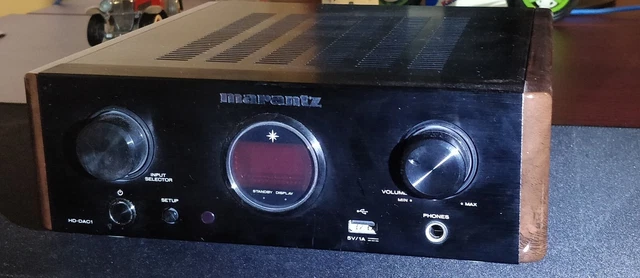 marantz
INPUT
SELECTOR
SETUP
HD-DAC1
STANDBY DISPLAY
VOLUME
MIN
MAX
5V/1A
PHONES